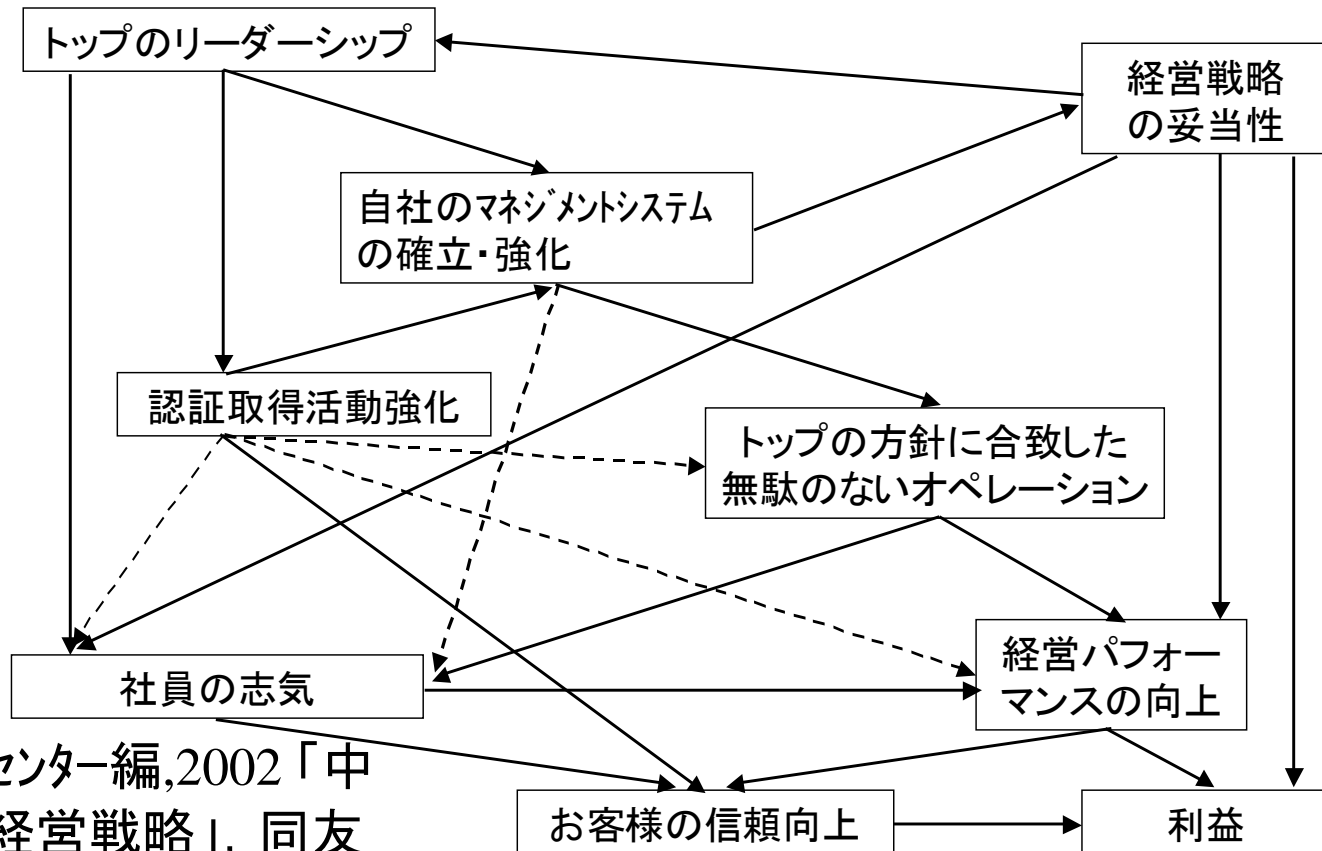 トップのリーダーシップ
経営戦略
の妥当性
自社のマネジメントシステム
の確立・強化
認証取得活動強化
トップの方針に合致した
無駄のないオペレーション
社員の志気
経営パフォー
マンスの向上
センター編,2002「中
経営戦略」, 同友
お客様の信頼向上
利益